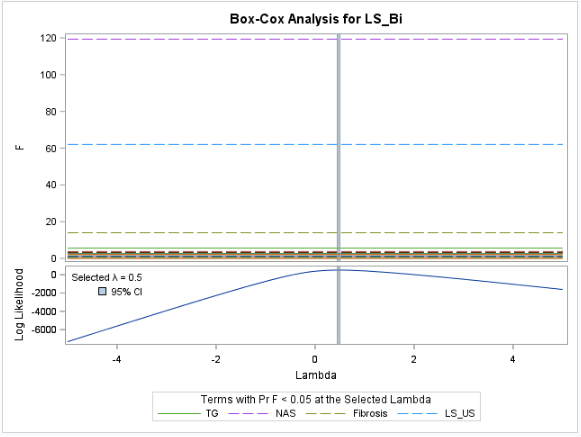 Box-Cox Analysis for LS_Bi
120
100
80
60
40
20
0
F
Selected λ = 0.5
95% CI
0
-2000
-4000
-6000
Log Likelihood
-4 -2 0 2 4
Lambda
Terms with Pr F < 0.05 at the Selected Lambda
TG NAS Fibrosis LS_US